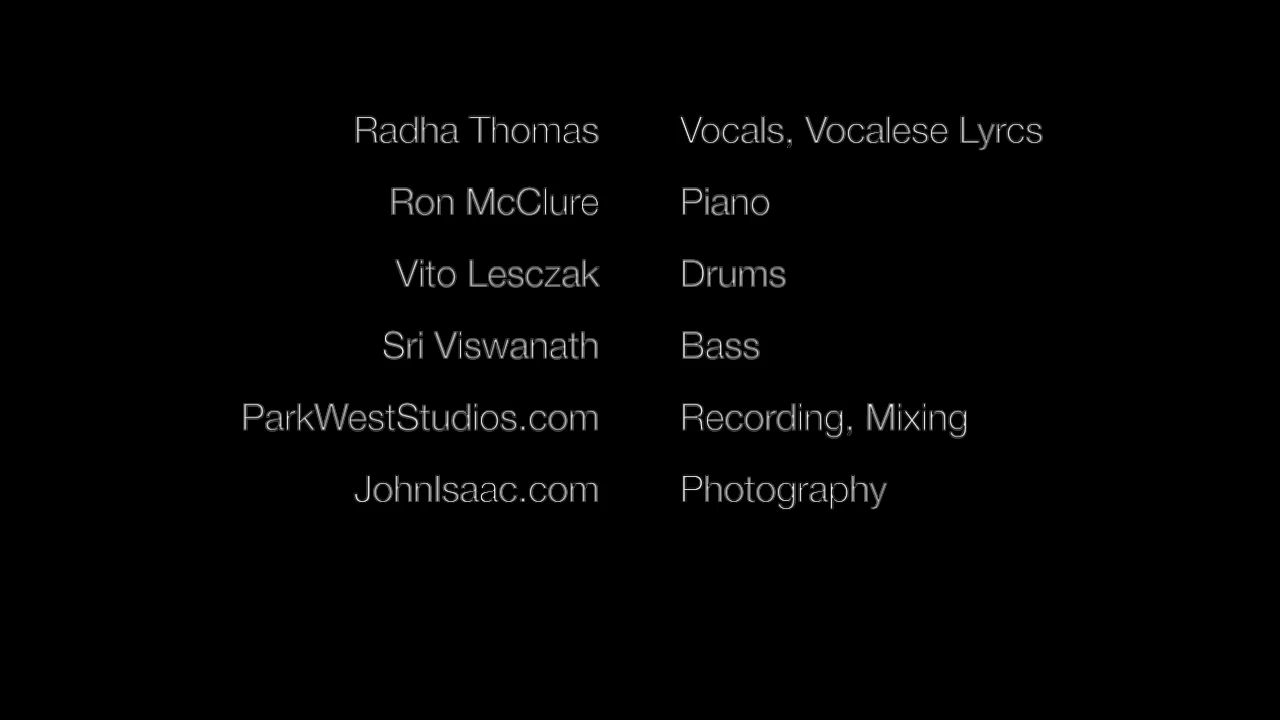 Radha Thomas Vocals, Vocalese Lyrcs
Ron McClure Piano
Vito Lesczak Drums
Sri Viswanath Bass
ParkWestStudios.com Recording, Mixing
JohnIsaac.com Photography